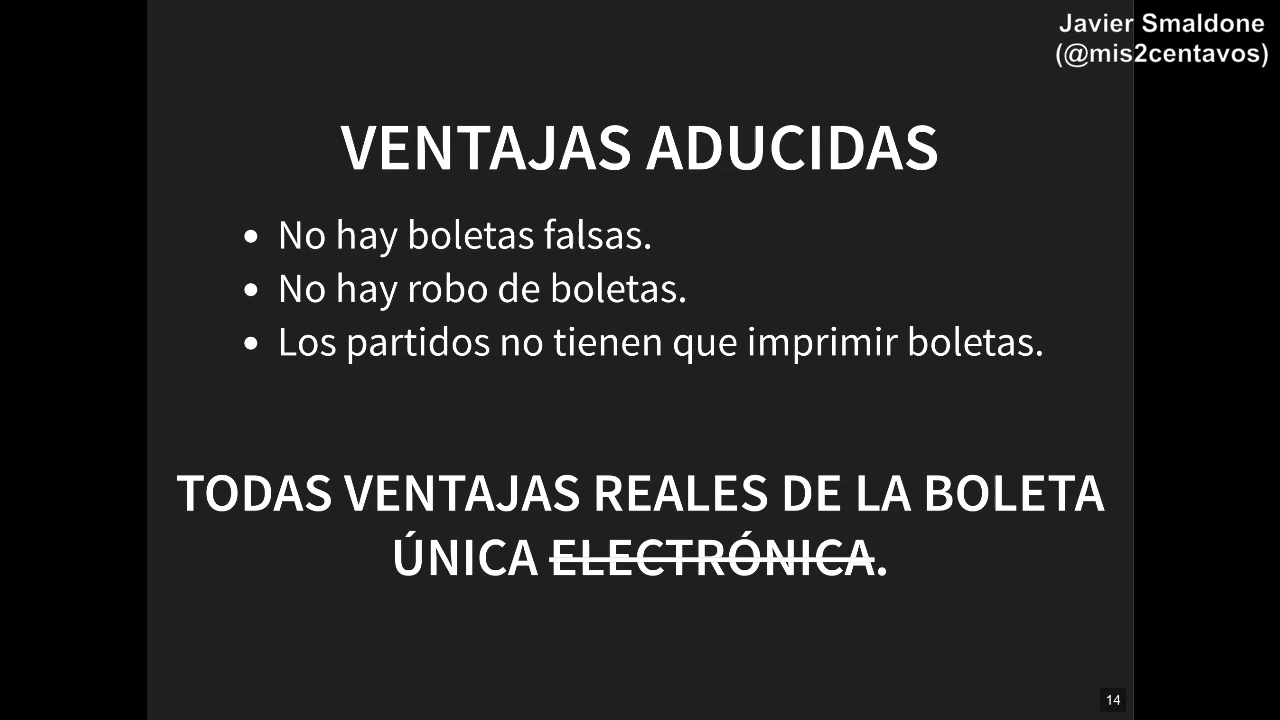 Javier Smaldone
(@mis2centavos)
VENTAJAS ADUCIDAS
• No hay boletas falsas.
• No hay robo de boletas.
• Los partidos no tienen que imprimir boletas.
TODAS VENTAJAS REALES DE LA BOLETA
ÚNICA ELECTRÓNICA.
14